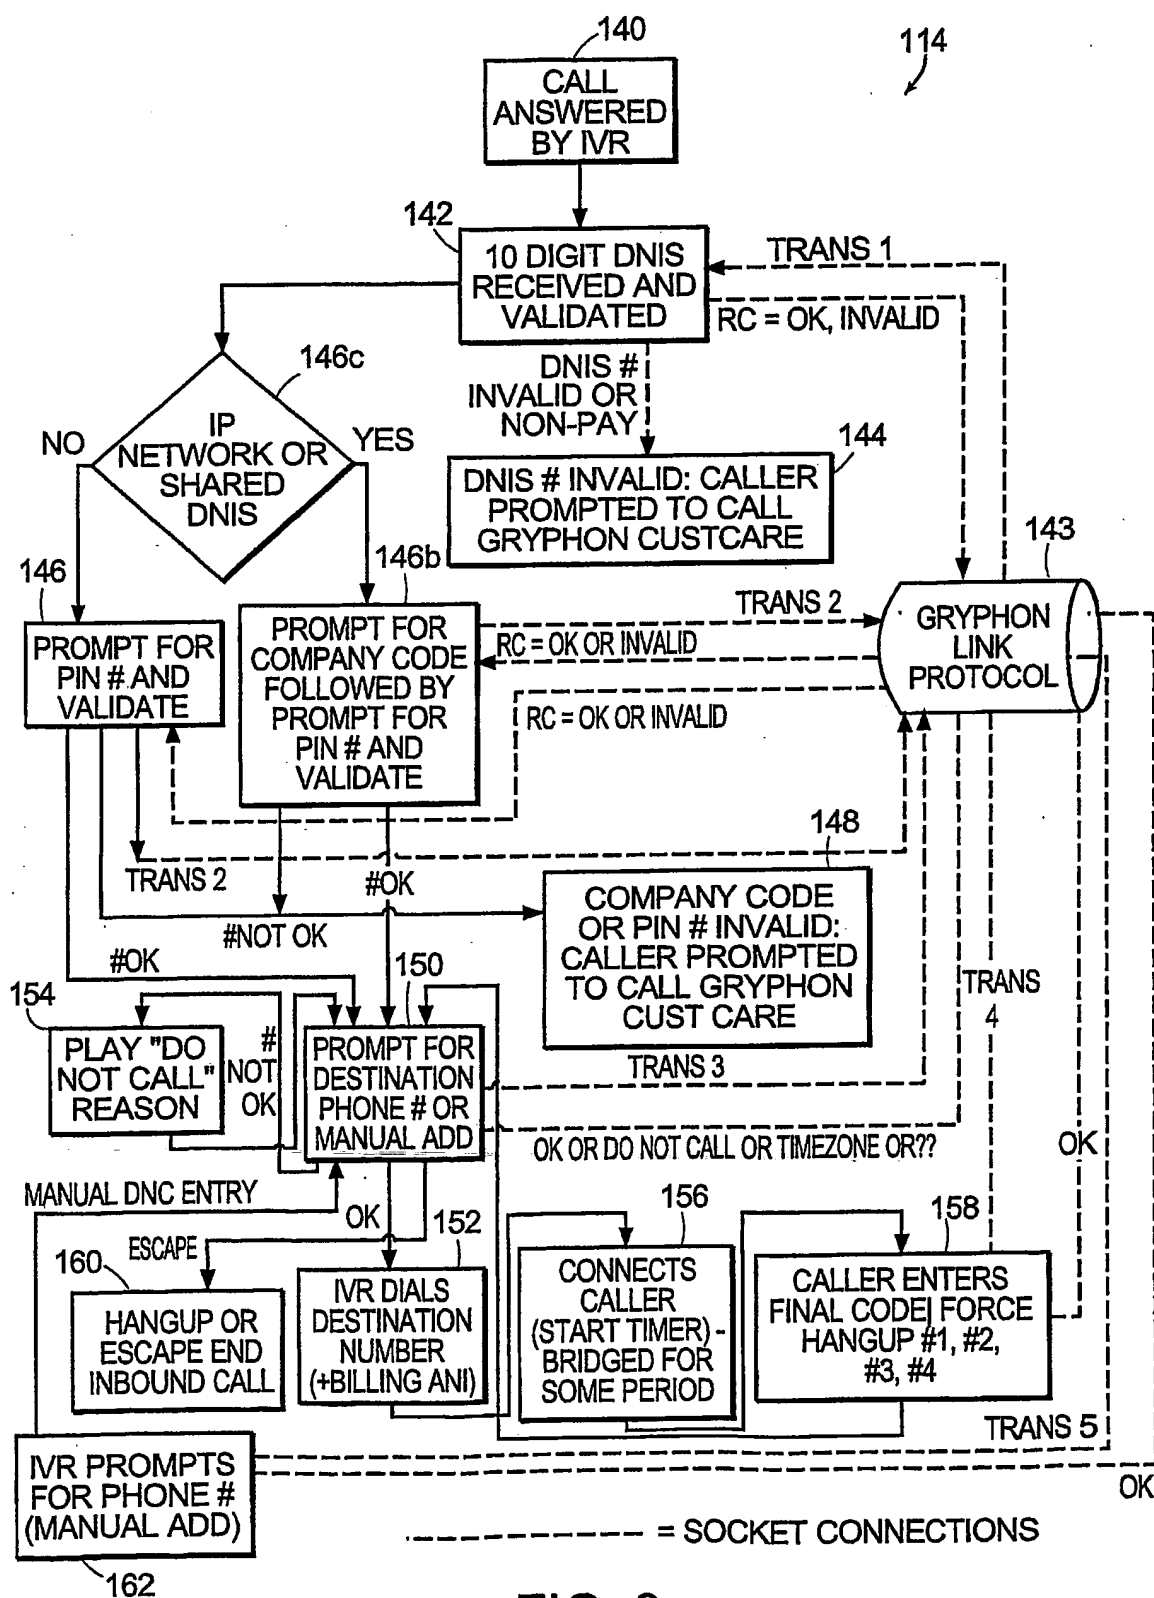 140
114
CALL
ANSWERED
BY IVR
142
10 DIGIT DNIS
RECEIVED AND
VALIDATED
TRANS 1
RC = OK, INVALID
DNIS #
INVALID OR
NON-PAY
146c
IP
NETWORK OR
SHARED
DNIS
NO
YES
144
DNIS # INVALID: CALLER
PROMPTED TO CALL
GRYPHON CUSTCARE
143
GRYPHON
LINK
PROTOCOL
146
PROMPT FOR
PIN # AND
VALIDATE
146b
PROMPT FOR
COMPANY CODE
FOLLOWED BY
PROMPT FOR
PIN # AND
VALIDATE
TRANS 2
RC = OK OR INVALID
RC = OK OR INVALID
TRANS 2
#OK
#NOT OK
#OK
148
COMPANY CODE
OR PIN # INVALID:
CALLER PROMPTED
TO CALL GRYPHON
CUST CARE
154
PLAY "DO
NOT CALL"
REASON
#
NOT
OK
150
PROMPT FOR
DESTINATION
PHONE # OR
MANUAL ADD
TRANS 3
TRANS
4
OK OR DO NOT CALL OR TIMEZONE OR??
OK
MANUAL DNC ENTRY
ESCAPE
OK
160
HANGUP OR
ESCAPE END
INBOUND CALL
152
IVR DIALS
DESTINATION
NUMBER
(+BILLING ANI)
156
CONNECTS
CALLER
(START TIMER) -
BRIDGED FOR
SOME PERIOD
158
CALLER ENTERS
FINAL CODE| FORCE
HANGUP #1, #2,
#3, #4
TRANS 5
OK
IVR PROMPTS
FOR PHONE #
(MANUAL ADD)
162
= SOCKET CONNECTIONS